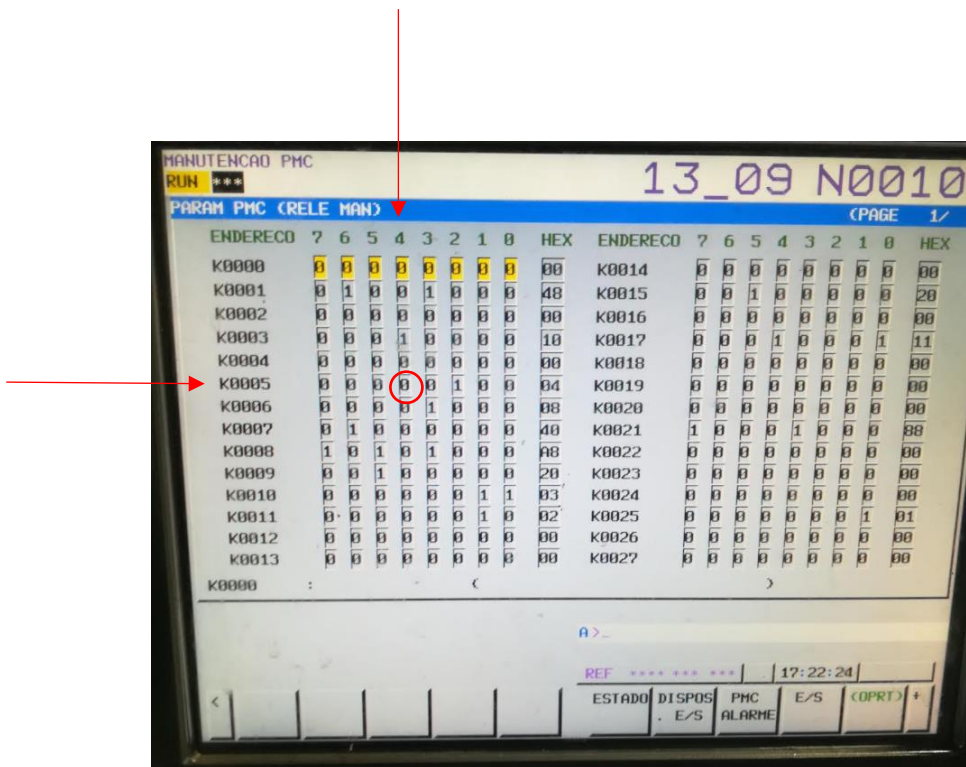 MANUTENCAO PMC
RUN ***
13_09 N0010
PARAM PMC (RELE MAN) (PAGE 1/
ENDERECO 7 6 5 4 3 2 1 0 HEX ENDERECO 7 6 5 4 3 2 1 0 HEX
K0000 0 0 0 0 0 0 0 0 00 K0014 0 0 0 0 0 0 0 0 00
K0001 0 1 0 0 1 0 0 0 48 K0015 0 0 1 0 0 0 0 0 20
K0002 0 0 0 0 0 0 0 0 00 K0016 0 0 0 0 0 0 0 0 00
K0003 0 0 0 1 0 0 0 0 10 K0017 0 0 0 1 0 0 0 1 11
K0004 0 0 0 0 0 0 0 0 00 K0018 0 0 0 0 0 0 0 0 00
K0005 0 0 0 0 0 1 0 0 04 K0019 0 0 0 0 0 0 0 0 00
K0006 0 0 0 0 1 0 0 0 08 K0020 0 0 0 0 0 0 0 0 00
K0007 0 1 0 0 0 0 0 0 40 K0021 1 0 0 0 1 0 0 0 88
K0008 1 0 1 0 1 0 0 0 A8 K0022 0 0 0 0 0 0 0 0 00
K0009 0 0 1 0 0 0 0 0 20 K0023 0 0 0 0 0 0 0 0 00
K0010 0 0 0 0 0 0 1 1 03 K0024 0 0 0 0 0 0 0 0 00
K0011 0 0 0 0 0 0 1 0 02 K0025 0 0 0 0 0 0 0 1 01
K0012 0 0 0 0 0 0 0 0 00 K0026 0 0 0 0 0 0 0 0 00
K0013 0 0 0 0 0 0 0 0 00 K0027 0 0 0 0 0 0 0 0 00
K0000 : ( )
A>_
REF **** *** *** 17:22:24
< ESTADO DISPOS PMC E/S (OPRT) +
. E/S ALARME